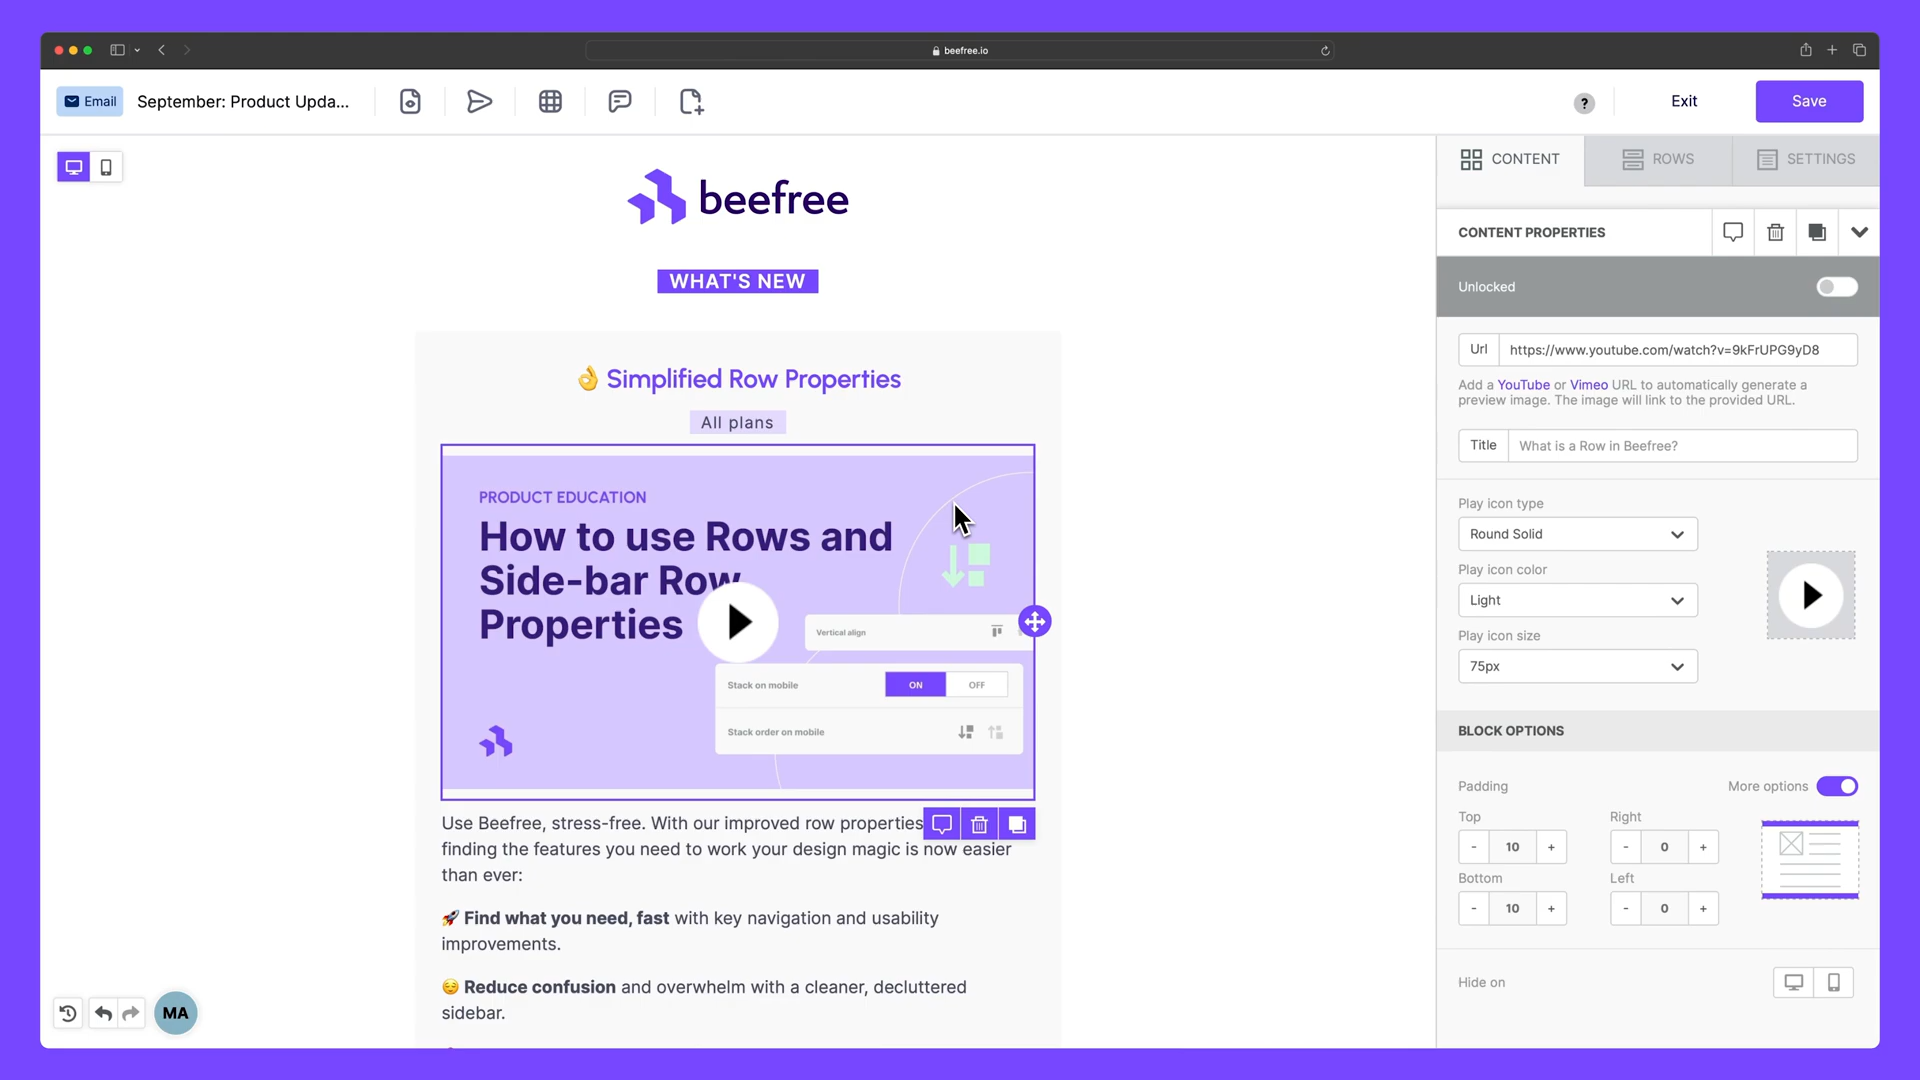 beefree.io
Email
September: Product Upda...
?
Exit
Save
beefree
WHAT'S NEW
👌 Simplified Row Properties
All plans
PRODUCT EDUCATION
How to use Rows and
Side-bar Row
Properties
Vertical align
Stack on mobile
ON
OFF
Stack order on mobile
Use Beefree, stress-free. With our improved row properties
finding the features you need to work your design magic is now easier
than ever:
🚀 Find what you need, fast with key navigation and usability
improvements.
😌 Reduce confusion and overwhelm with a cleaner, decluttered
sidebar.
MA
CONTENT
ROWS
SETTINGS
CONTENT PROPERTIES
Unlocked
Url
https://www.youtube.com/watch?v=9kFrUPG9yD8
Add a YouTube or Vimeo URL to automatically generate a
preview image. The image will link to the provided URL.
Title
What is a Row in Beefree?
Play icon type
Round Solid
Play icon color
Light
Play icon size
75px
BLOCK OPTIONS
Padding
More options
Top
Right
- 10 +
- 0 +
Bottom
Left
- 10 +
- 0 +
Hide on